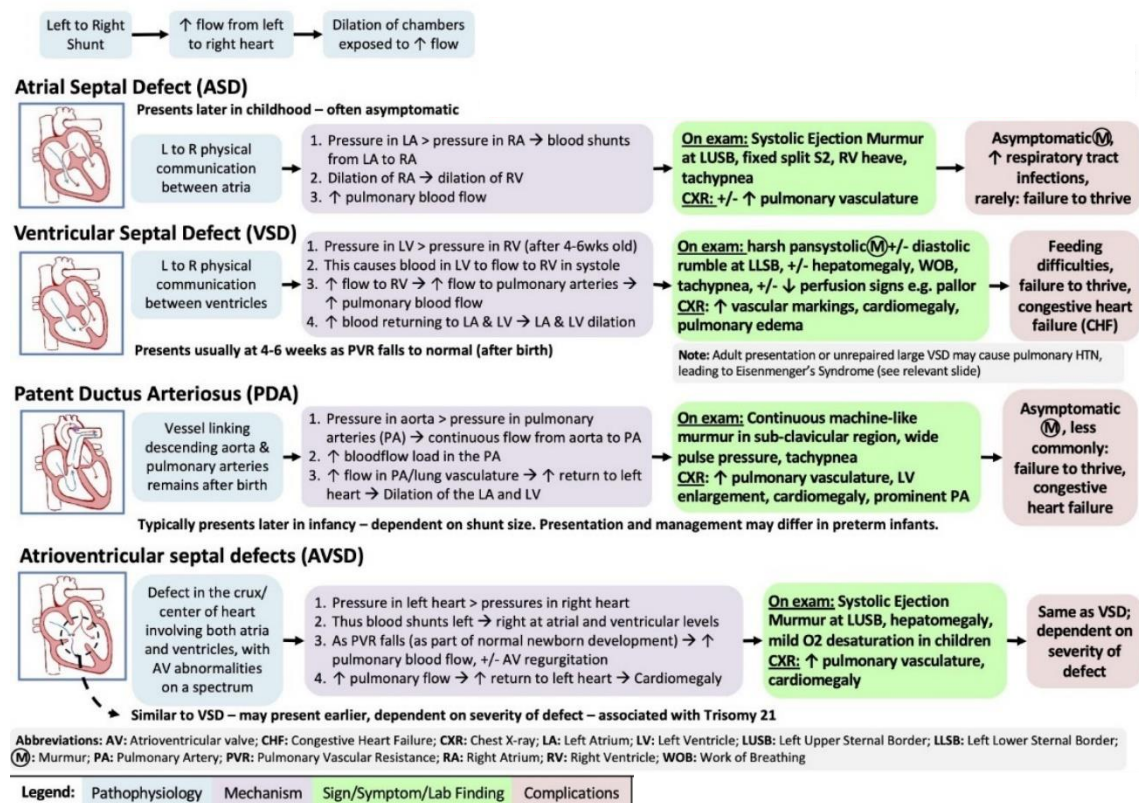 Left to Right
Shunt
↑ flow from left
to right heart
Dilation of chambers
exposed to ↑ flow
Atrial Septal Defect (ASD)
Presents later in childhood – often asymptomatic
L to R physical
communication
between atria
1. Pressure in LA > pressure in RA → blood shunts
from LA to RA
2. Dilation of RA → dilation of RV
3. ↑ pulmonary blood flow
On exam: Systolic Ejection Murmur
at LUSB, fixed split S2, RV heave,
tachypnea
CXR: +/- ↑ pulmonary vasculature
Asymptomatic Ⓜ,
↑ respiratory tract
infections,
rarely: failure to thrive
Ventricular Septal Defect (VSD)
L to R physical
communication
between ventricles
1. Pressure in LV > pressure in RV (after 4-6wks old)
2. This causes blood in LV to flow to RV in systole
3. ↑ flow to RV → ↑ flow to pulmonary arteries →
↑ pulmonary blood flow
4. ↑ blood returning to LA & LV → LA & LV dilation
On exam: harsh pansystolic Ⓜ +/- diastolic
rumble at LLSB, +/- hepatomegaly, WOB,
tachypnea, +/- ↓ perfusion signs e.g. pallor
CXR: ↑ vascular markings, cardiomegaly,
pulmonary edema
Feeding
difficulties,
failure to thrive,
congestive heart
failure (CHF)
Presents usually at 4-6 weeks as PVR falls to normal (after birth)
Note: Adult presentation or unrepaired large VSD may cause pulmonary HTN,
leading to Eisenmenger's Syndrome (see relevant slide)
Patent Ductus Arteriosus (PDA)
Vessel linking
descending aorta &
pulmonary arteries
remains after birth
1. Pressure in aorta > pressure in pulmonary
arteries (PA) → continuous flow from aorta to PA
2. ↑ bloodflow load in the PA
3. ↑ flow in PA/lung vasculature → ↑ return to left
heart → Dilation of the LA and LV
On exam: Continuous machine-like
murmur in sub-clavicular region, wide
pulse pressure, tachypnea
CXR: ↑ pulmonary vasculature, LV
enlargement, cardiomegaly, prominent PA
Asymptomatic
Ⓜ, less
commonly:
failure to thrive,
congestive
heart failure
Typically presents later in infancy – dependent on shunt size. Presentation and management may differ in preterm infants.
Atrioventricular septal defects (AVSD)
Defect in the crux/
center of heart
involving both atria
and ventricles, with
AV abnormalities
on a spectrum
1. Pressure in left heart > pressures in right heart
2. Thus blood shunts left → right at atrial and ventricular levels
3. As PVR falls (as part of normal newborn development) → ↑
pulmonary blood flow, +/- AV regurgitation
4. ↑ pulmonary flow → ↑ return to left heart → Cardiomegaly
On exam: Systolic Ejection
Murmur at LUSB, hepatomegaly,
mild O2 desaturation in children
CXR: ↑ pulmonary vasculature,
cardiomegaly
Same as VSD;
dependent on
severity of
defect
Similar to VSD – may present earlier, dependent on severity of defect – associated with Trisomy 21
Abbreviations: AV: Atrioventricular valve; CHF: Congestive Heart Failure; CXR: Chest X-ray; LA: Left Atrium; LV: Left Ventricle; LUSB: Left Upper Sternal Border; LLSB: Left Lower Sternal Border;
Ⓜ: Murmur; PA: Pulmonary Artery; PVR: Pulmonary Vascular Resistance; RA: Right Atrium; RV: Right Ventricle; WOB: Work of Breathing
Legend: Pathophysiology Mechanism Sign/Symptom/Lab Finding Complications